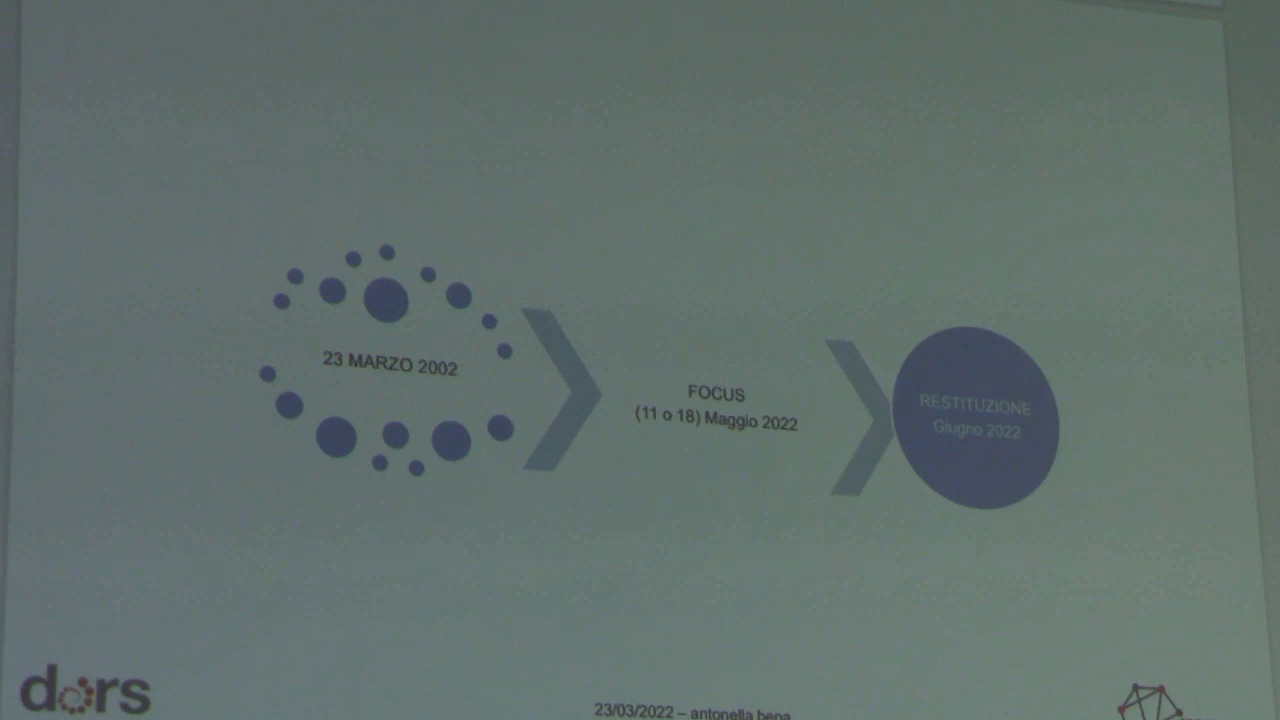 23 MARZO 2002
FOCUS
(11 o 18) Maggio 2022
RESTITUZIONE
Giugno 2022
dors
23/03/2022 – antonella bena